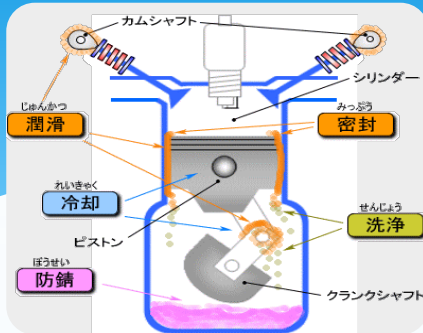 カムシャフト
シリンダー
じゅんかつ
潤滑
みっぷう
密封
れいきゃく
冷却
せんじょう
洗浄
ピストン
ぼうせい
防錆
クランクシャフト